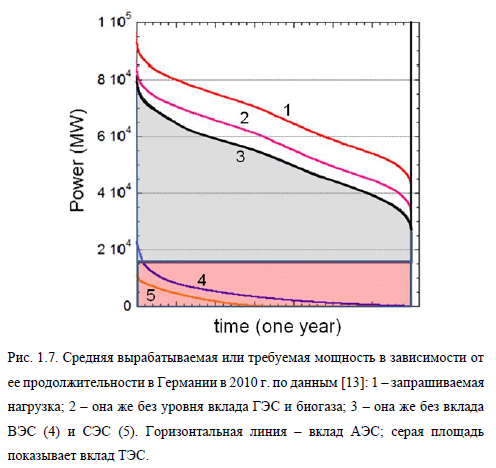 1 10⁵
8 10⁴
6 10⁴
4 10⁴
2 10⁴
0
Power (MW)
1
2
3
4
5
time (one year)
Рис. 1.7. Средняя вырабатываемая или требуемая мощность в зависимости от
ее продолжительности в Германии в 2010 г. по данным [13]: 1 – запрашиваемая
нагрузка; 2 – она же без уровня вклада ГЭС и биогаза; 3 – она же без вклада
ВЭС (4) и СЭС (5). Горизонтальная линия – вклад АЭС; серая площадь
показывает вклад ТЭС.